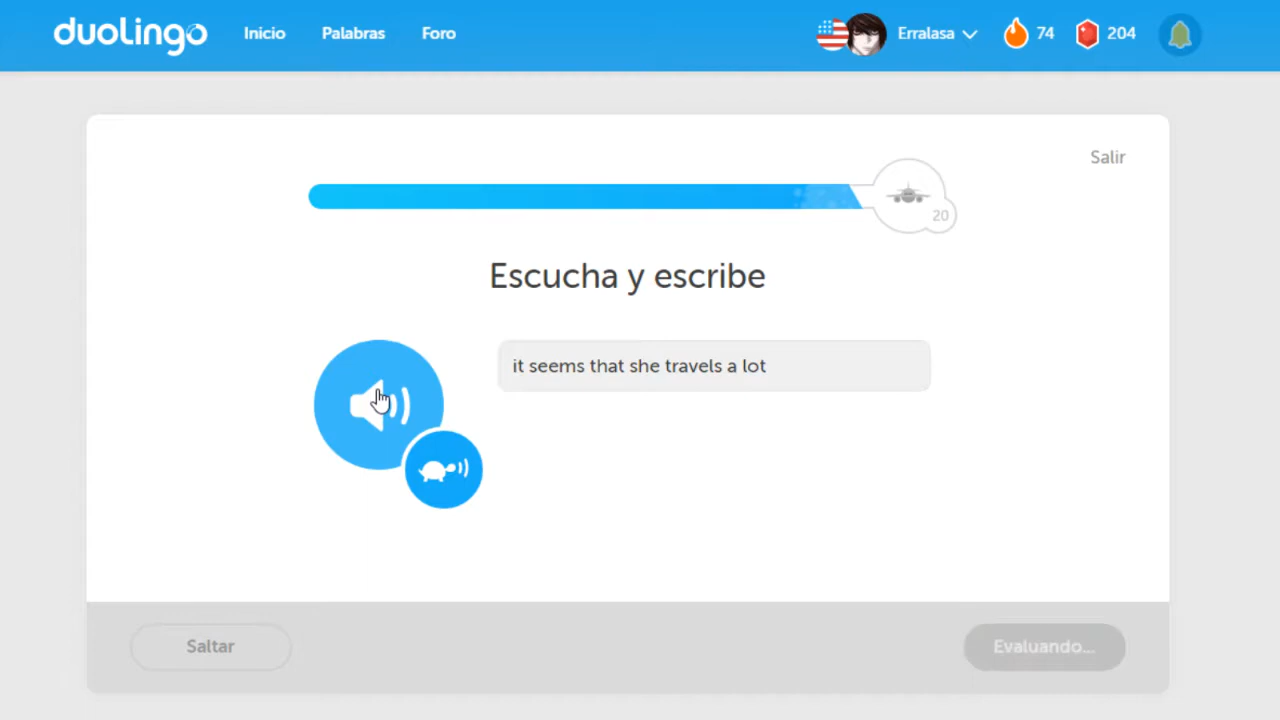 duolingo Inicio Palabras Foro Erralasa 74 204
Salir
20
Escucha y escribe
it seems that she travels a lot
Saltar Evaluando...